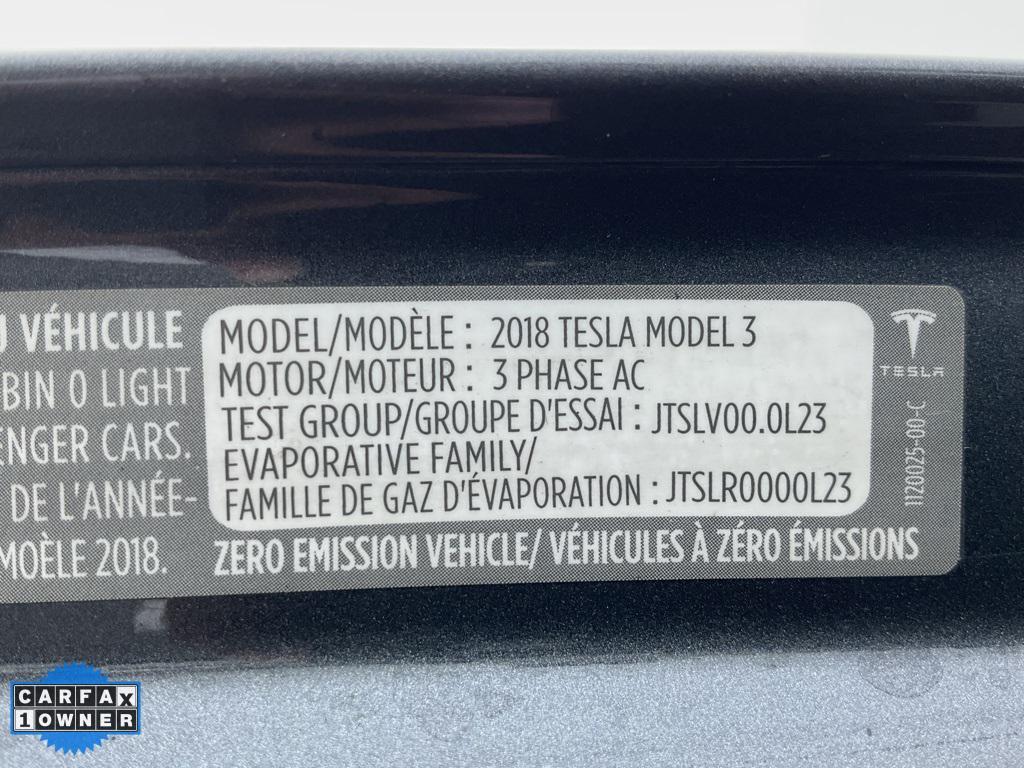 U VÉHICULE
BIN 0 LIGHT
ENGER CARS.
DE L'ANNÉE-
MOÈLE 2018.
MODEL/MODÈLE : 2018 TESLA MODEL 3
MOTOR/MOTEUR : 3 PHASE AC
TEST GROUP/GROUPE D'ESSAI : JTSLV00.0L23
EVAPORATIVE FAMILY/
FAMILLE DE GAZ D'ÉVAPORATION : JTSLR0000L23
ZERO EMISSION VEHICLE/ VÉHICULES À ZÉRO ÉMISSIONS
TESLA
1120025-00-C
CARFAX
1 OWNER